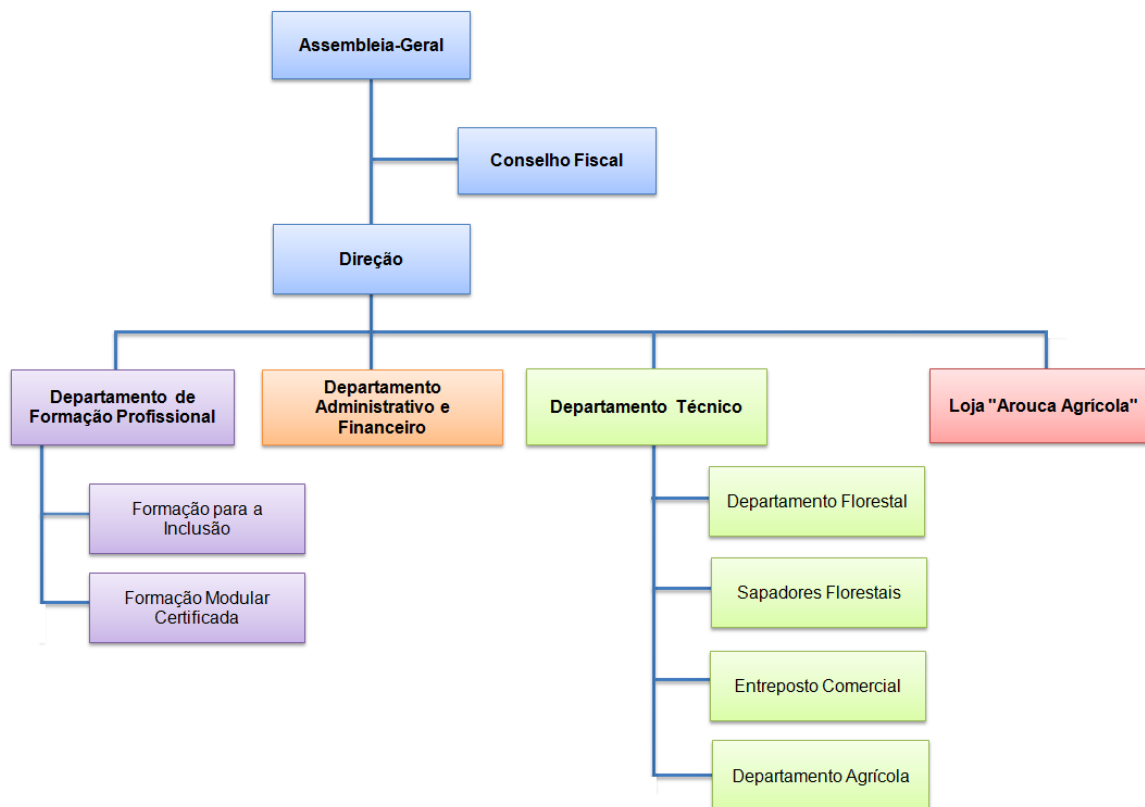 Assembleia-Geral
Conselho Fiscal
Direção
Departamento de
Formação Profissional
Departamento
Administrativo e
Financeiro
Departamento Técnico
Loja "Arouca Agrícola"
Formação para a
Inclusão
Formação Modular
Certificada
Departamento Florestal
Sapadores Florestais
Entreposto Comercial
Departamento Agrícola